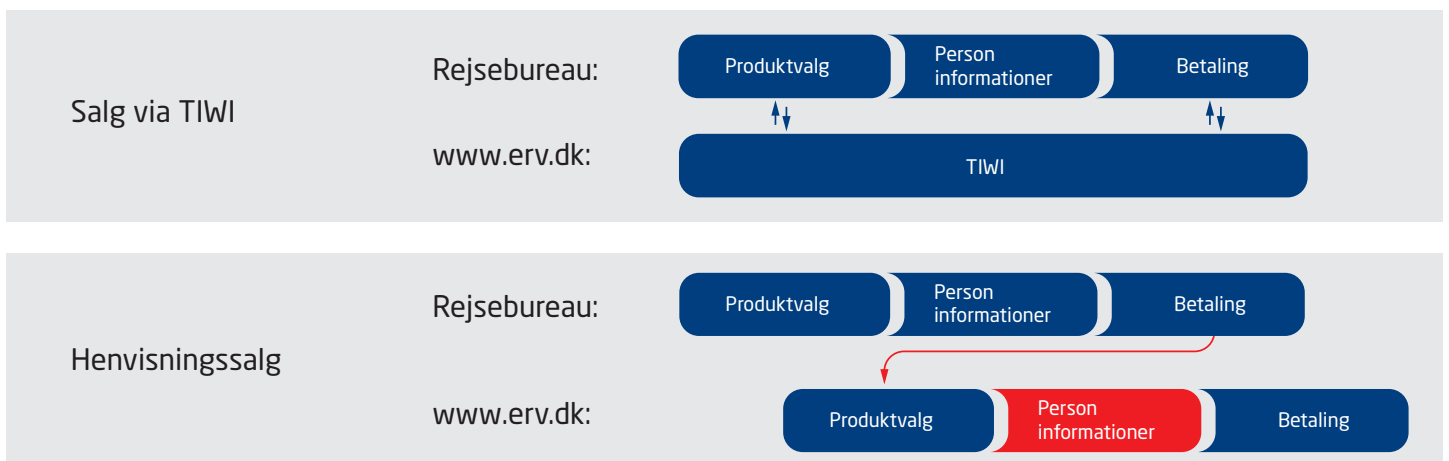 Salg via TIWI
Rejsebureau:
Produktvalg
Person
informationer
Betaling
www.erv.dk:
TIWI
Henvisningssalg
Rejsebureau:
Produktvalg
Person
informationer
Betaling
www.erv.dk:
Produktvalg
Person
informationer
Betaling